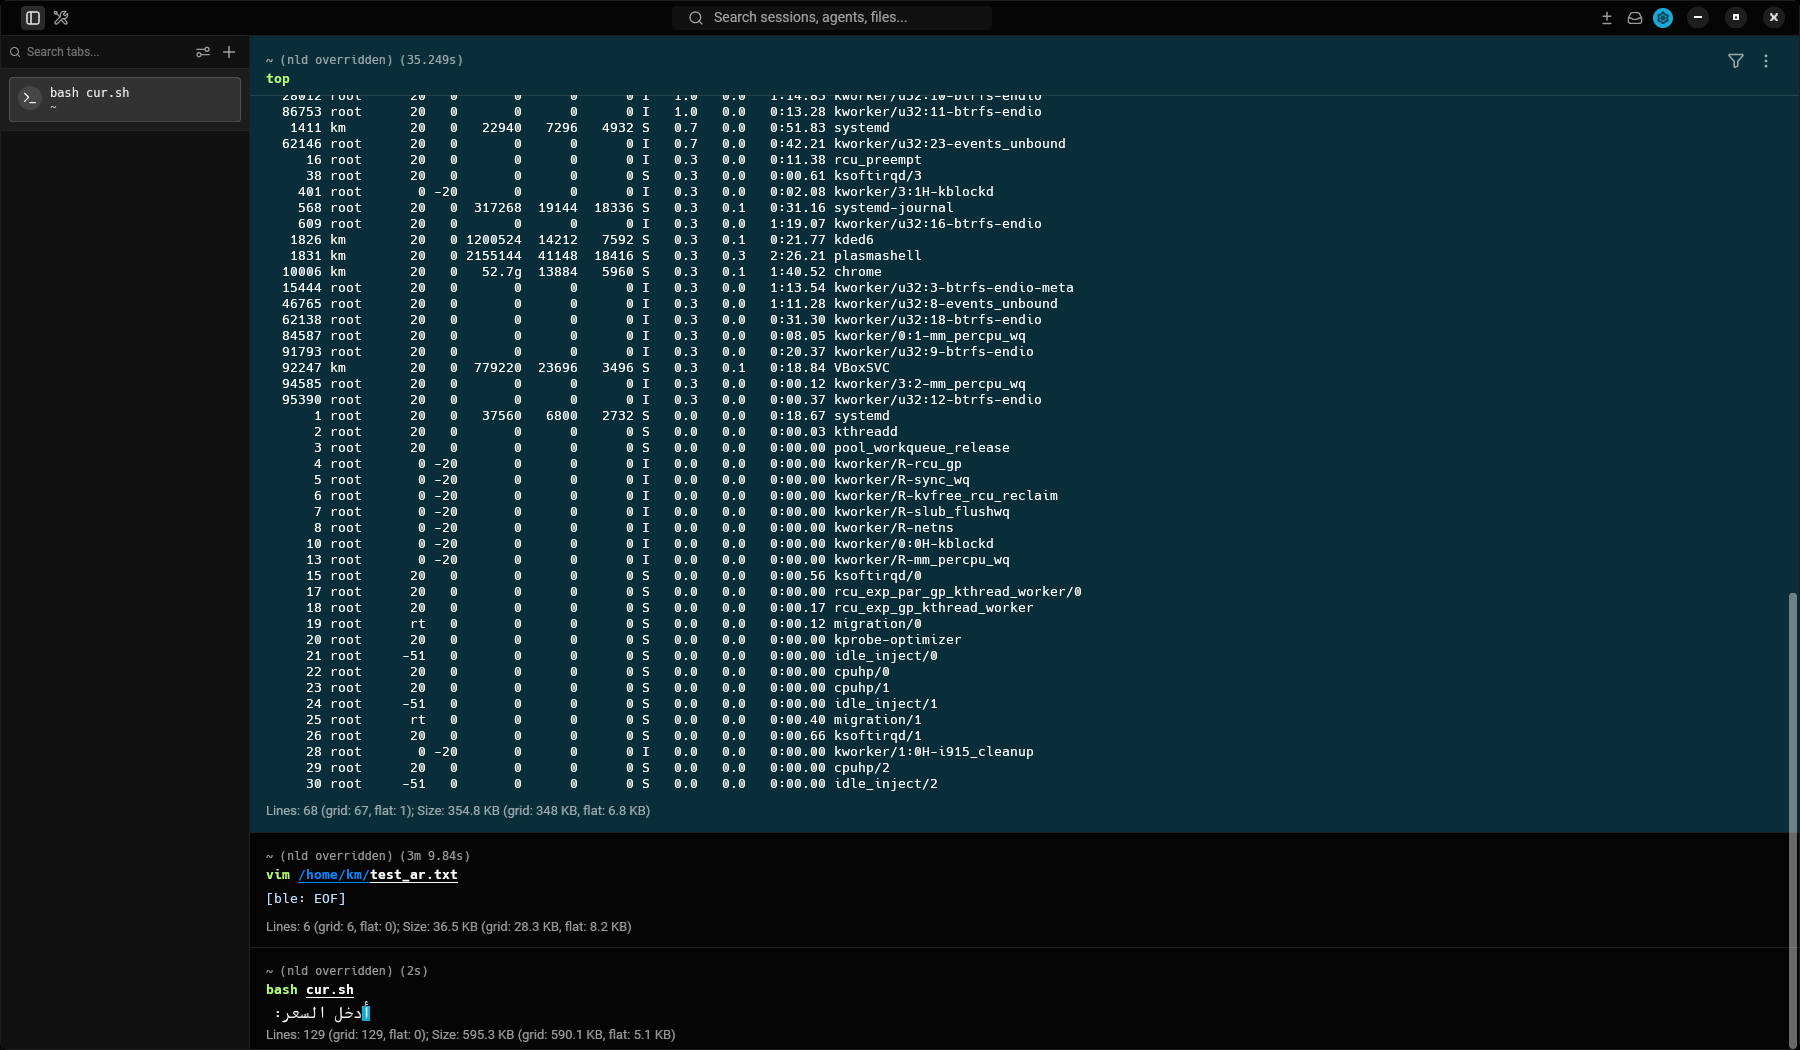 Search sessions, agents, files...
Search tabs...
bash cur.sh
~
~ (nld overridden) (35.249s)
top
28012 root 20 0 0 0 0 I 1.0 0.0 1:14.85 kworker/u32:10-btrfs-endio
86753 root 20 0 0 0 0 I 1.0 0.0 0:13.28 kworker/u32:11-btrfs-endio
1411 km 20 0 22940 7296 4932 S 0.7 0.0 0:51.83 systemd
62146 root 20 0 0 0 0 I 0.7 0.0 0:42.21 kworker/u32:23-events_unbound
16 root 20 0 0 0 0 I 0.3 0.0 0:11.38 rcu_preempt
38 root 20 0 0 0 0 S 0.3 0.0 0:00.61 ksoftirqd/3
401 root 0 -20 0 0 0 I 0.3 0.0 0:02.08 kworker/3:1H-kblockd
568 root 20 0 317268 19144 18336 S 0.3 0.1 0:31.16 systemd-journal
609 root 20 0 0 0 0 I 0.3 0.0 1:19.07 kworker/u32:16-btrfs-endio
1826 km 20 0 1200524 14212 7592 S 0.3 0.1 0:21.77 kded6
1831 km 20 0 2155144 41148 18416 S 0.3 0.3 2:26.21 plasmashell
10006 km 20 0 52.7g 13884 5960 S 0.3 0.1 1:40.52 chrome
15444 root 20 0 0 0 0 I 0.3 0.0 1:13.54 kworker/u32:3-btrfs-endio-meta
46765 root 20 0 0 0 0 I 0.3 0.0 1:11.28 kworker/u32:8-events_unbound
62138 root 20 0 0 0 0 I 0.3 0.0 0:31.30 kworker/u32:18-btrfs-endio
84587 root 20 0 0 0 0 I 0.3 0.0 0:08.05 kworker/0:1-mm_percpu_wq
91793 root 20 0 0 0 0 I 0.3 0.0 0:20.37 kworker/u32:9-btrfs-endio
92247 km 20 0 779220 23696 3496 S 0.3 0.1 0:18.84 VBoxSVC
94585 root 20 0 0 0 0 I 0.3 0.0 0:00.12 kworker/3:2-mm_percpu_wq
95390 root 20 0 0 0 0 I 0.3 0.0 0:00.37 kworker/u32:12-btrfs-endio
1 root 20 0 37560 6800 2732 S 0.0 0.0 0:18.67 systemd
2 root 20 0 0 0 0 S 0.0 0.0 0:00.03 kthreadd
3 root 20 0 0 0 0 S 0.0 0.0 0:00.00 pool_workqueue_release
4 root 0 -20 0 0 0 I 0.0 0.0 0:00.00 kworker/R-rcu_gp
5 root 0 -20 0 0 0 I 0.0 0.0 0:00.00 kworker/R-sync_wq
6 root 0 -20 0 0 0 I 0.0 0.0 0:00.00 kworker/R-kvfree_rcu_reclaim
7 root 0 -20 0 0 0 I 0.0 0.0 0:00.00 kworker/R-slub_flushwq
8 root 0 -20 0 0 0 I 0.0 0.0 0:00.00 kworker/R-netns
10 root 0 -20 0 0 0 I 0.0 0.0 0:00.00 kworker/0:0H-kblockd
13 root 0 -20 0 0 0 I 0.0 0.0 0:00.00 kworker/R-mm_percpu_wq
15 root 20 0 0 0 0 S 0.0 0.0 0:00.56 ksoftirqd/0
17 root 20 0 0 0 0 S 0.0 0.0 0:00.00 rcu_exp_par_gp_kthread_worker/0
18 root 20 0 0 0 0 S 0.0 0.0 0:00.17 rcu_exp_gp_kthread_worker
19 root rt 0 0 0 0 S 0.0 0.0 0:00.12 migration/0
20 root 20 0 0 0 0 S 0.0 0.0 0:00.00 kprobe-optimizer
21 root -51 0 0 0 0 S 0.0 0.0 0:00.00 idle_inject/0
22 root 20 0 0 0 0 S 0.0 0.0 0:00.00 cpuhp/0
23 root 20 0 0 0 0 S 0.0 0.0 0:00.00 cpuhp/1
24 root -51 0 0 0 0 S 0.0 0.0 0:00.00 idle_inject/1
25 root rt 0 0 0 0 S 0.0 0.0 0:00.40 migration/1
26 root 20 0 0 0 0 S 0.0 0.0 0:00.66 ksoftirqd/1
28 root 0 -20 0 0 0 I 0.0 0.0 0:00.00 kworker/1:0H-i915_cleanup
29 root 20 0 0 0 0 S 0.0 0.0 0:00.00 cpuhp/2
30 root -51 0 0 0 0 S 0.0 0.0 0:00.00 idle_inject/2
Lines: 68 (grid: 67, flat: 1); Size: 354.8 KB (grid: 348 KB, flat: 6.8 KB)
~ (nld overridden) (3m 9.84s)
vim /home/km/test_ar.txt
[ble: EOF]
Lines: 6 (grid: 6, flat: 0); Size: 36.5 KB (grid: 28.3 KB, flat: 8.2 KB)
~ (nld overridden) (2s)
bash cur.sh
أدخل السعر:
Lines: 129 (grid: 129, flat: 0); Size: 595.3 KB (grid: 590.1 KB, flat: 5.1 KB)